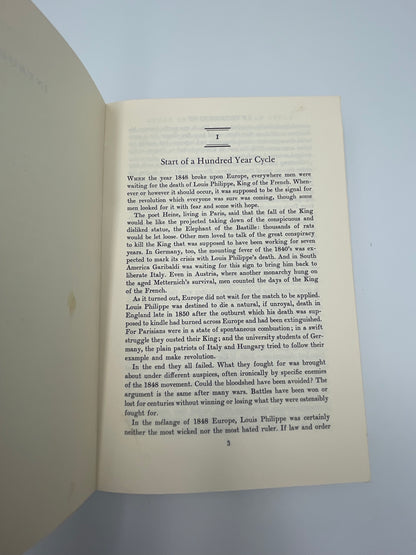 I
Start of a Hundred Year Cycle
WHEN the year 1848 broke upon Europe, everywhere men were
waiting for the death of Louis Philippe, King of the French. When-
ever or however it should occur, it was supposed to be the signal for
the revolution which everyone was sure was coming, though some
men looked for it with fear and some with hope.
The poet Heine, living in Paris, said that the fall of the King
would be like the projected taking down of the conspicuous and
disliked statue, the Elephant of the Bastille: thousands of rats
would be let loose. Other men loved to talk of the great conspiracy
to kill the King that was supposed to have been working for seven
years. In Germany, too, the mounting fever of the 1840's was ex-
pected to mark its crisis with Louis Philippe's death. And in South
America Garibaldi was waiting for this to bring him back to
liberate Italy. Even in Austria, where another monarchy hung on
the aged Metternich's survival, men counted the days of the King
of the French.
As it turned out, Europe did not wait for the match to be applied.
Louis Philippe was destined to die a natural, if unroyal, death in
England late in 1850 after the outburst which his death was sup-
posed to kindle had burned across Europe and had been extinguished.
For Parisians were in a state of spontaneous combustion; in a swift
struggle they ousted their King; and the university students of Ger-
many, the plain patriots of Italy and Hungary tried to follow their
example and make revolution.
In the end they all failed. What they fought for was brought
about under different auspices, often ironically by specific enemies
of the 1848 movement. Could the bloodshed have been avoided? The
argument is the same after many wars. Battles have been won or
lost for centuries without winning or losing what they were ostensibly
fought for.
In the mélange of 1848 Europe, Louis Philippe was certainly
neither the most wicked nor the most hated ruler. If law and order
3